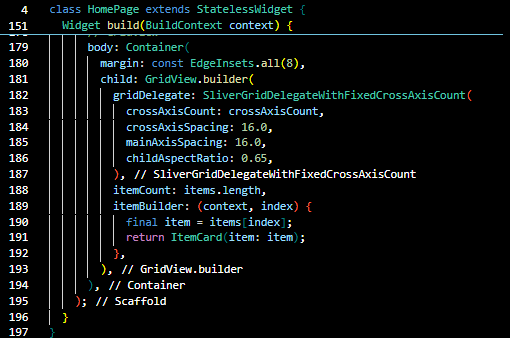 4 class HomePage extends StatelessWidget {
151 Widget build(BuildContext context) {
179 body: Container(
180 margin: const EdgeInsets.all(8),
181 child: GridView.builder(
182 gridDelegate: SliverGridDelegateWithFixedCrossAxisCount(
183 crossAxisCount: crossAxisCount,
184 crossAxisSpacing: 16.0,
185 mainAxisSpacing: 16.0,
186 childAspectRatio: 0.65,
187 ), // SliverGridDelegateWithFixedCrossAxisCount
188 itemCount: items.length,
189 itemBuilder: (context, index) {
190 final item = items[index];
191 return ItemCard(item: item);
192 },
193 ), // GridView.builder
194 ), // Container
195 ); // Scaffold
196 }
197 }